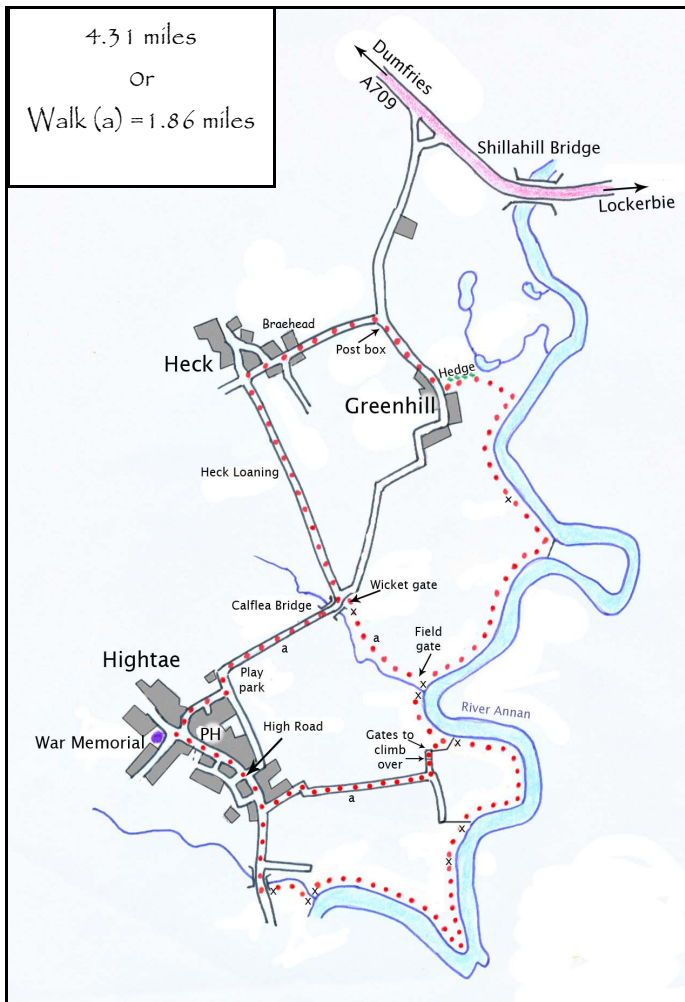 4.31 miles
or
Walk (a) =1.86 miles
Dumfries
A709
Shillahill Bridge
Lockerbie
Braehead
Post box
Heck
Hedge
Greenhill
Heck Loaning
x
Wicket gate
Calflea Bridge
x
a
a
Hightae
Field
gate
Play
park
x
x
River Annan
War Memorial
PH
High Road
Gates to
climb
over
x
a
x
x
x
x
x